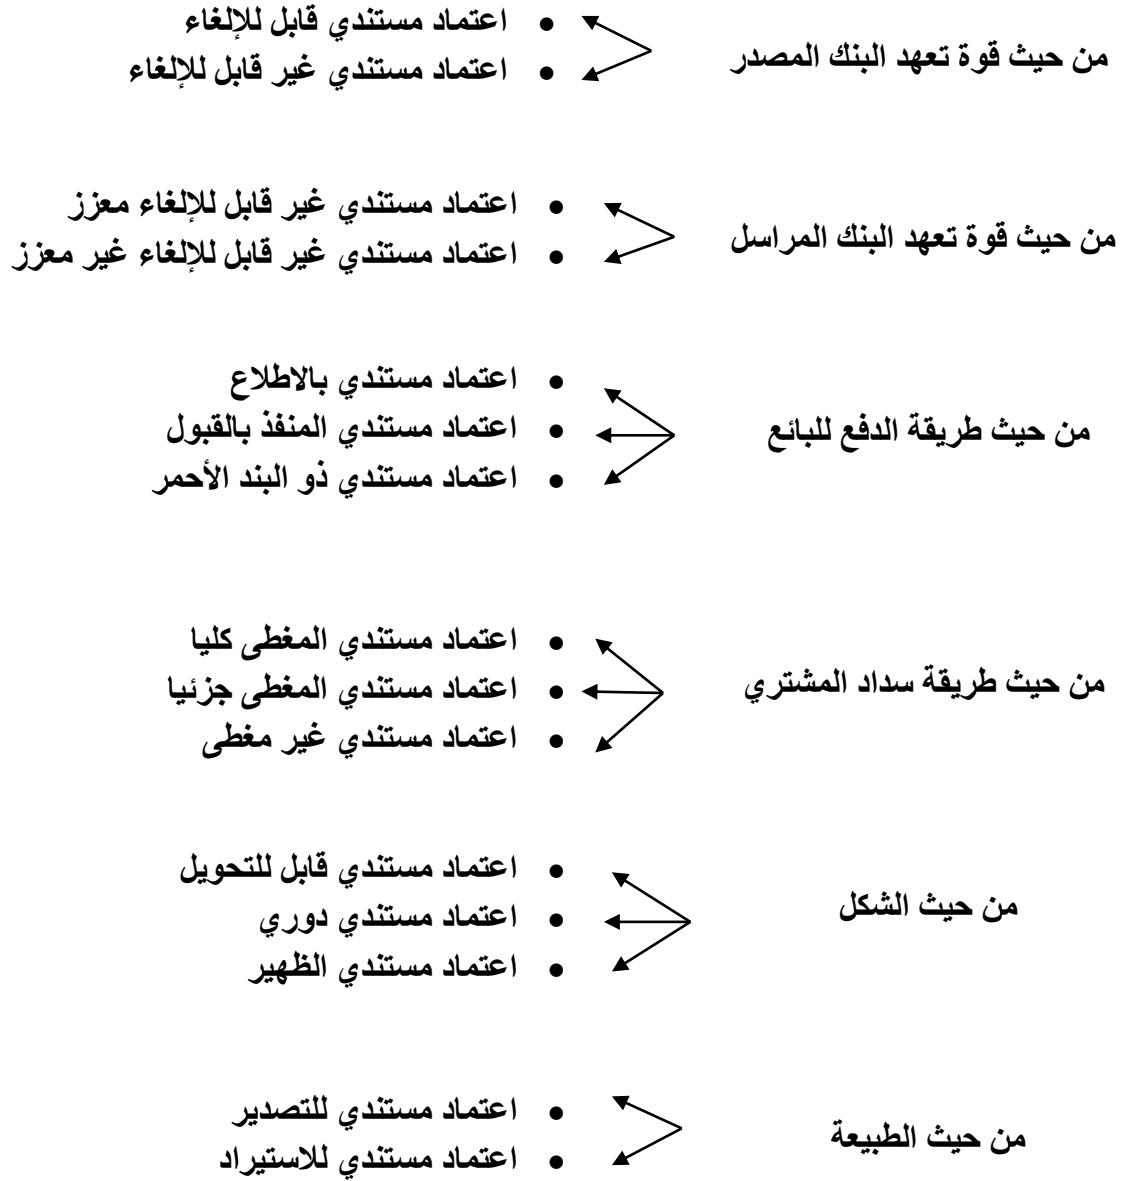 من حيث قوة تعهد البنك المصدر
• اعتماد مستندي قابل للإلغاء
• اعتماد مستندي غير قابل للإلغاء
من حيث قوة تعهد البنك المراسل
• اعتماد مستندي غير قابل للإلغاء معزز
• اعتماد مستندي غير قابل للإلغاء غير معزز
من حيث طريقة الدفع للبائع
• اعتماد مستندي بالاطلاع
• اعتماد مستندي المنفذ بالقبول
• اعتماد مستندي ذو البند الأحمر
من حيث طريقة سداد المشتري
• اعتماد مستندي المغطى كليا
• اعتماد مستندي المغطى جزئيا
• اعتماد مستندي غير مغطى
من حيث الشكل
• اعتماد مستندي قابل للتحويل
• اعتماد مستندي دوري
• اعتماد مستندي الظهير
من حيث الطبيعة
• اعتماد مستندي للتصدير
• اعتماد مستندي للاستيراد